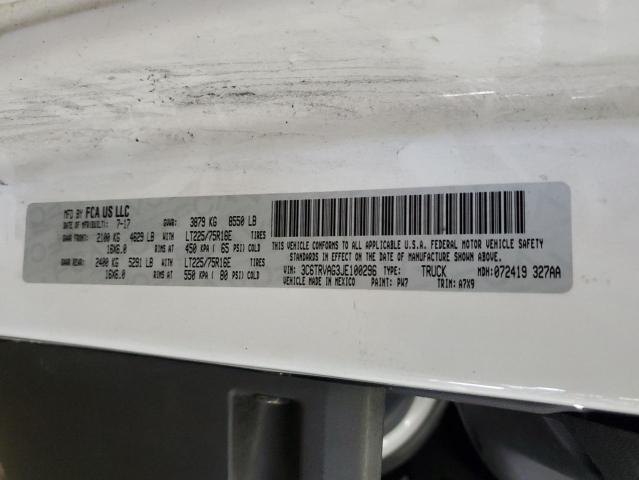 MFD BY FCA US LLC
DATE OF MFR(BUILT): 7-17 GVWR: 3879 KG 8550 LB
GAWR FRONT: 2100 KG 4629 LB WITH LT225/75R16E TIRES
16X6.0 RIMS AT 450 KPA ( 65 PSI) COLD
GAWR REAR: 2400 KG 5291 LB WITH LT225/75R16E TIRES
16X6.0 RIMS AT 550 KPA ( 80 PSI) COLD
THIS VEHICLE CONFORMS TO ALL APPLICABLE U.S.A. FEDERAL MOTOR VEHICLE SAFETY
STANDARDS IN EFFECT ON THE DATE OF MANUFACTURE SHOWN ABOVE.
VIN: 3C6TRVAG3JE100296 TYPE: TRUCK MDH: 072419 327AA
VEHICLE MADE IN MEXICO PAINT: PW7 TRIM: A7X9